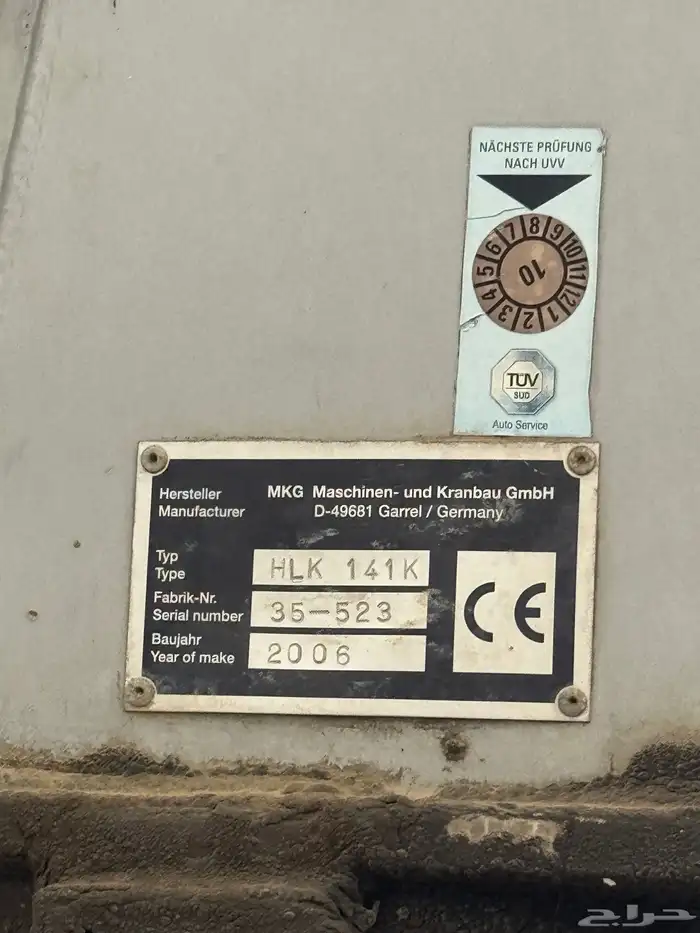 NÄCHSTE PRÜFUNG
NACH UVV
1 2 3 4 5 6 7 8 9 10 11 12
10
TÜV
SÜD
Auto Service
Hersteller
Manufacturer
MKG Maschinen- und Kranbau GmbH
D-49681 Garrel / Germany
Typ
Type
HLK 141K
Fabrik-Nr.
Serial number
35-523
Baujahr
Year of make
2006
CE
حراج